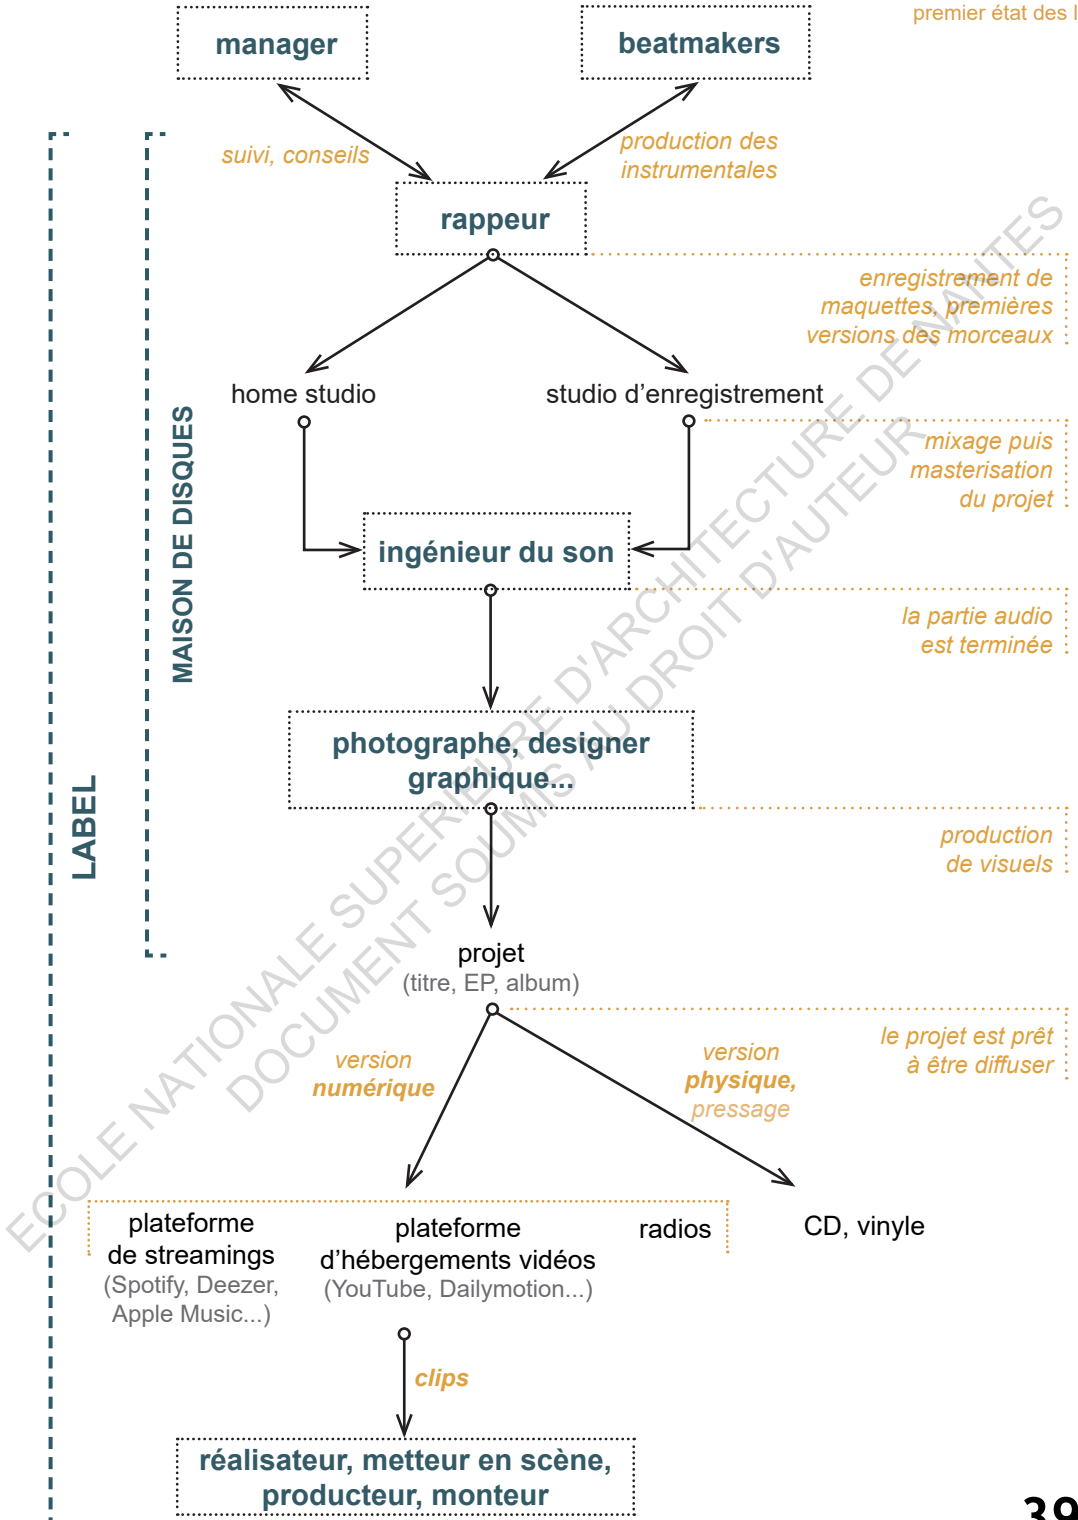 premier état des l
manager
beatmakers
suivi, conseils
production des
instrumentales
rappeur
enregistrement de
maquettes, premières
versions des morceaux
home studio
studio d'enregistrement
mixage puis
masterisation
du projet
MAISON DE DISQUES
ingénieur du son
la partie audio
est terminée
photographe, designer
graphique...
LABEL
production
de visuels
projet
(titre, EP, album)
le projet est prêt
à être diffuser
version
numérique
version
physique,
pressage
plateforme
de streamings
(Spotify, Deezer,
Apple Music...)
plateforme
d'hébergements vidéos
(YouTube, Dailymotion...)
radios
CD, vinyle
clips
réalisateur, metteur en scène,
producteur, monteur
39
ECOLE NATIONALE SUPERIEURE D'ARCHITECTURE DE NANTES
DOCUMENT SOUMIS AU DROIT D'AUTEUR